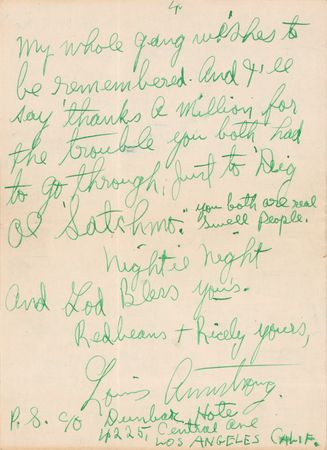 4.
My whole gang wishes to
be remembered. And I'll
say 'thanks a million' for
the trouble you both 'had
to go through, just to 'Dig
Ol 'Satchmo." you both are real
Swell People.
Nightie Night
And God Bless yours.
Redbeans + Ricely yours,
Louis Armstrong
P.S. c/o Dunbar Hote
4225, Central Ave
LOS ANGELES CALIF.